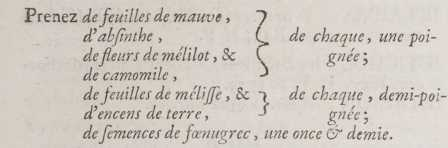 Prenez de feuilles de mauve,
d'absinthe, de chaque, une poi-
de fleurs de mélilot, & gnée;
de camomile,
de feuilles de mélisse, & de chaque, demi-poi-
d'encens de terre, gnée;
de semences de fœnugrec, une once & demie.